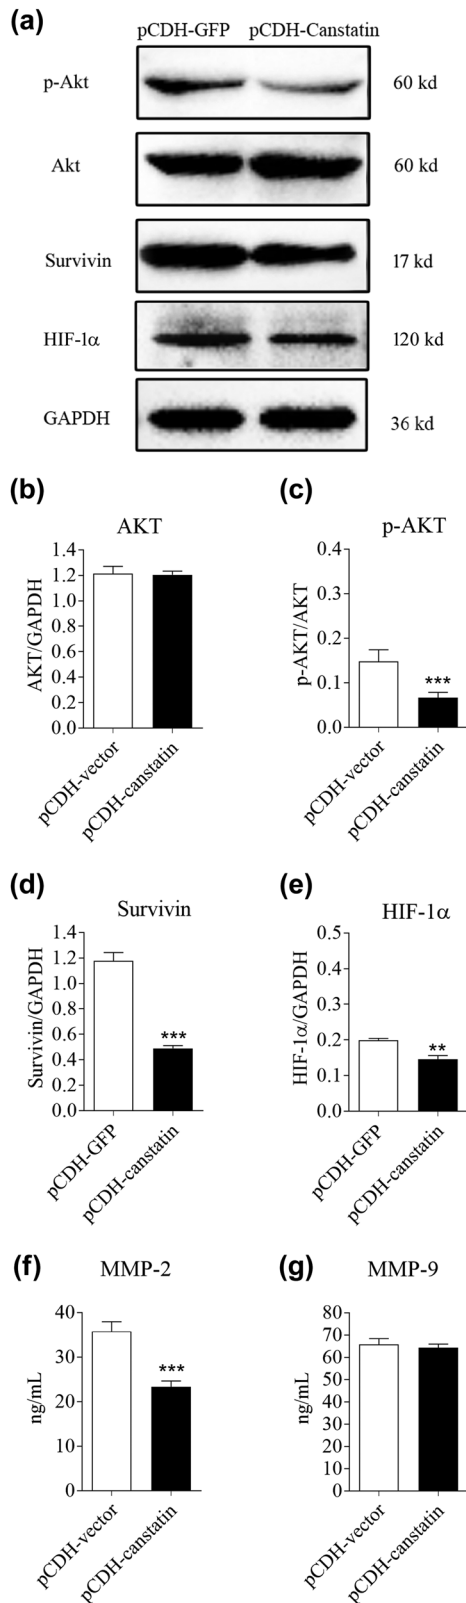 (a)
pCDH-GFP pCDH-Canstatin
p-Akt 60 kd
Akt 60 kd
Survivin 17 kd
HIF-1α 120 kd
GAPDH 36 kd
(b)
AKT
AKT/GAPDH
1.4
1.2
1.0
0.8
0.6
0.4
0.2
0.0
pCDH-vector
pCDH-canstatin
(c)
p-AKT
p-AKT/AKT
0.4
0.3
0.2
0.1
0.0
***
pCDH-vector
pCDH-canstatin
(d)
Survivin
Survivin/GAPDH
1.4
1.2
1.0
0.8
0.6
0.4
0.2
0.0
***
pCDH-GFP
pCDH-canstatin
(e)
HIF-1α
HIF-1α/GAPDH
0.5
0.4
0.3
0.2
0.1
0.0
**
pCDH-GFP
pCDH-canstatin
(f)
MMP-2
ng/mL
40
30
20
10
0
***
pCDH-vector
pCDH-canstatin
(g)
MMP-9
ng/mL
80
70
60
50
40
30
20
10
0
pCDH-vector
pCDH-canstatin